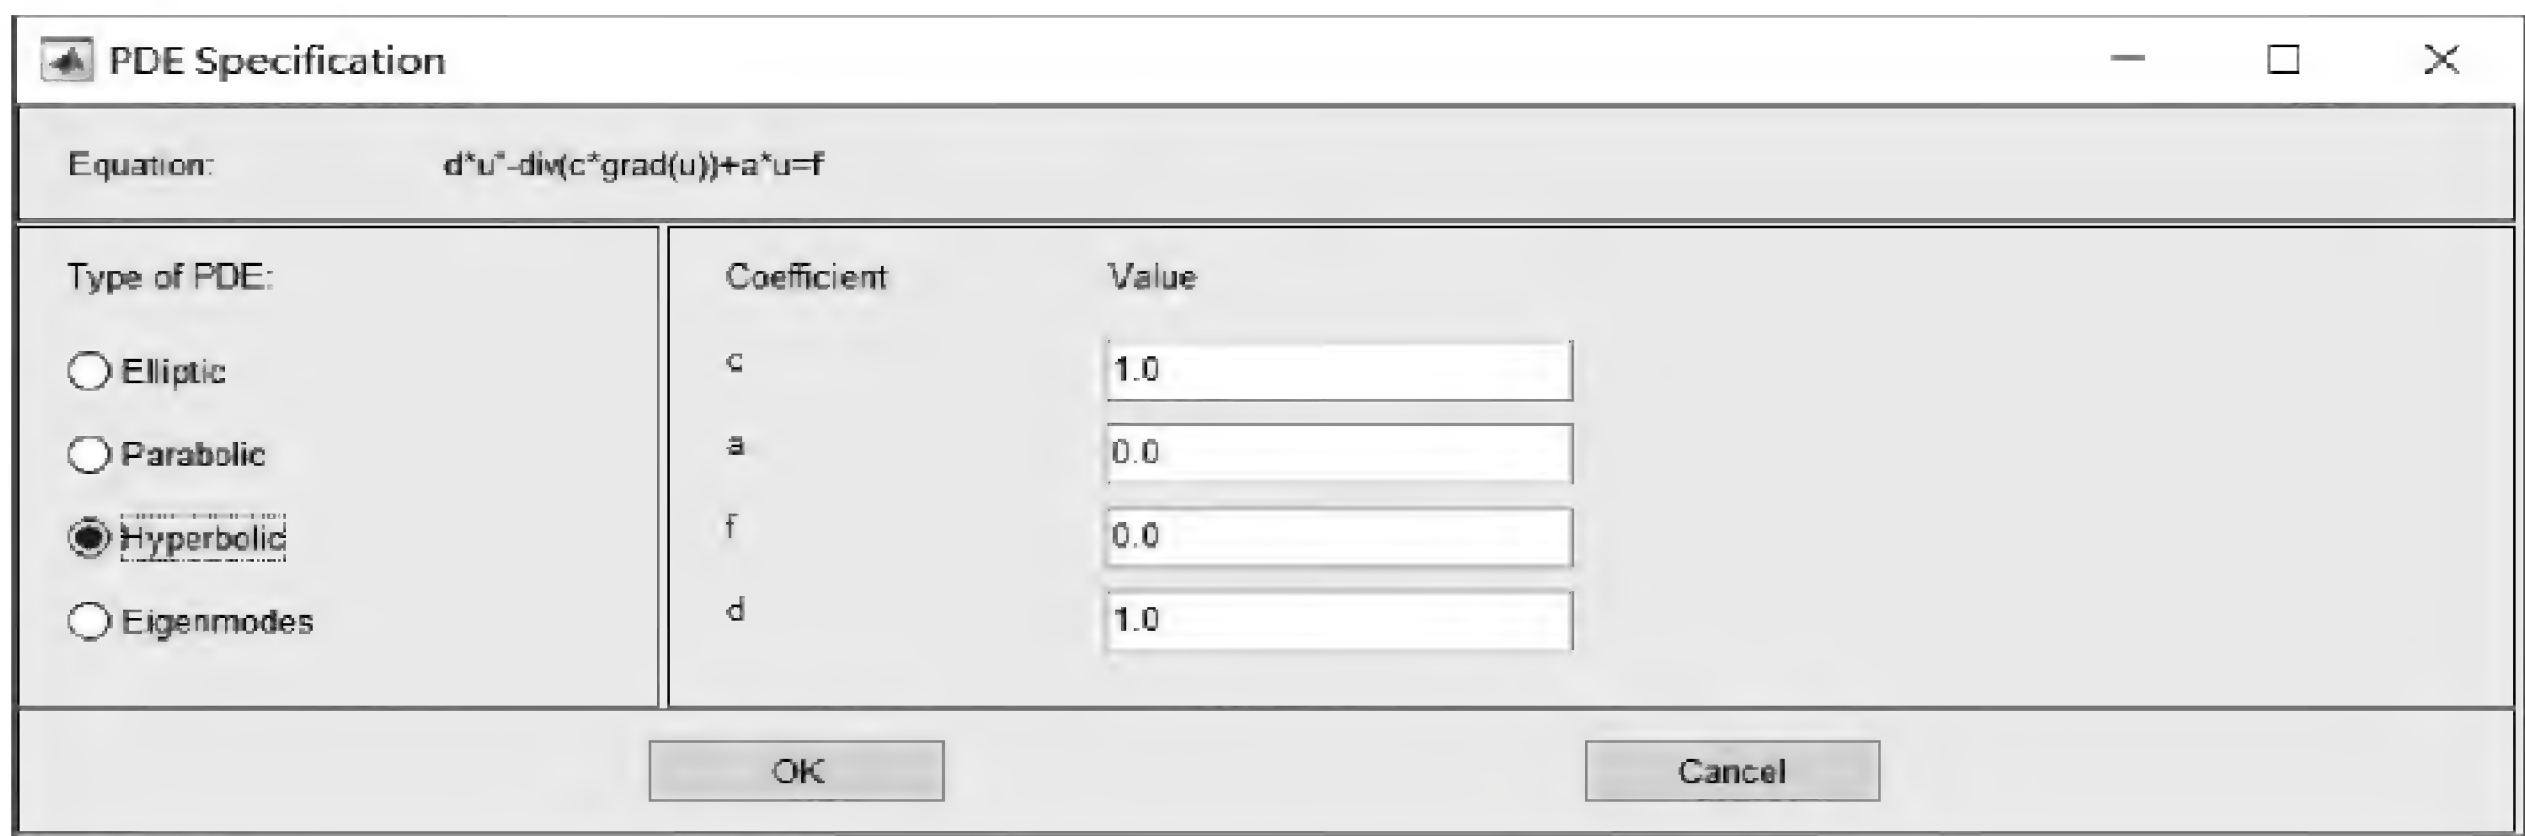 PDE Specification
Equation: d*u''-div(c*grad(u))+a*u=f
Type of PDE:
Elliptic
Parabolic
Hyperbolic
Eigenmodes
Coefficient Value
c 1.0
a 0.0
f 0.0
d 1.0
OK Cancel